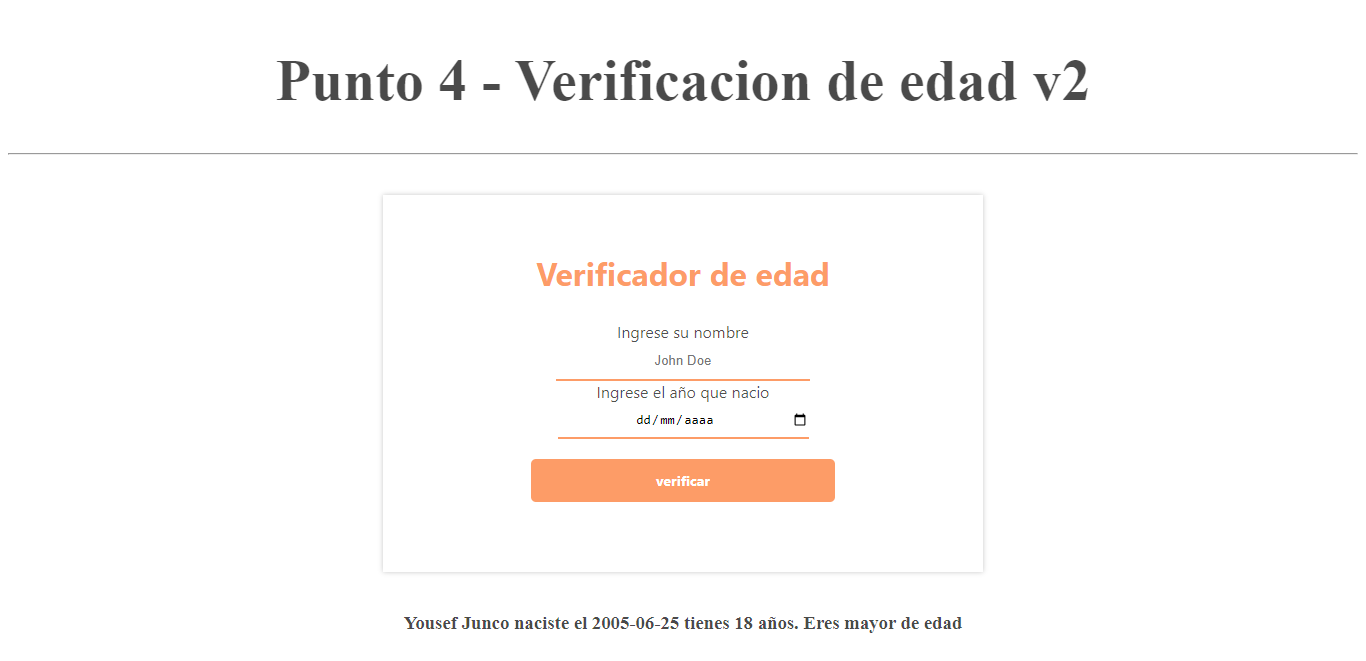 Punto 4 - Verificacion de edad v2
Verificador de edad
Ingrese su nombre
John Doe
Ingrese el año que nacio
dd/mm/aaaa
verificar
Yousef Junco naciste el 2005-06-25 tienes 18 años. Eres mayor de edad